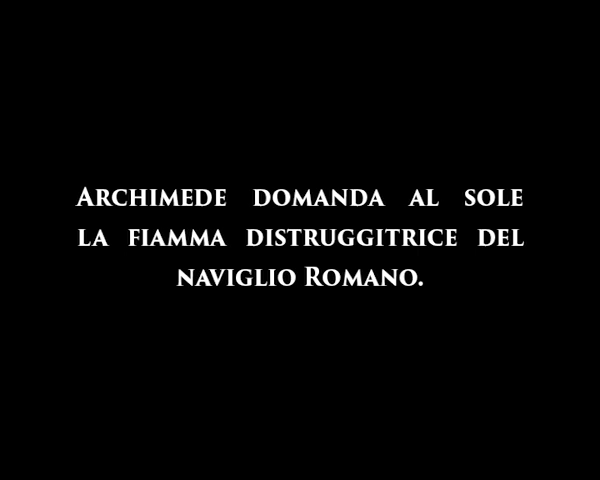 Archimede domanda al sole
la fiamma distruggitrice del
naviglio Romano.